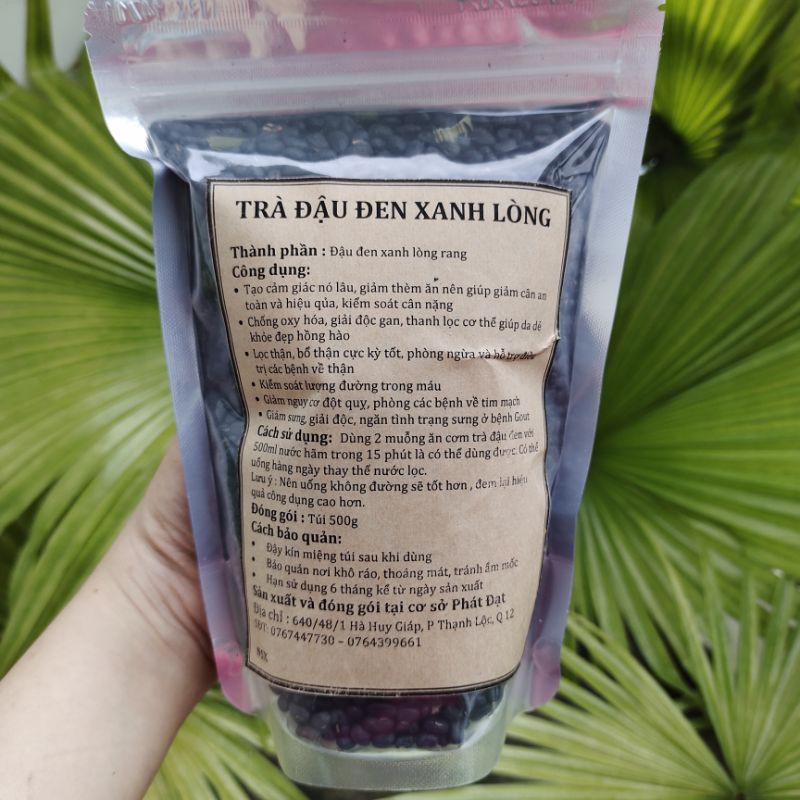 TRÀ ĐẬU ĐEN XANH LÒNG
Thành phần : Đậu đen xanh lòng rang
Công dụng:
• Tạo cảm giác nó lâu, giảm thèm ăn nên giúp giảm cân an
toàn và hiệu qủa, kiểm soát cân nặng
• Chống oxy hóa, giải độc gan, thanh lọc cơ thể giúp da dẻ
khỏe đẹp hồng hào
• Lọc thận, bổ thận cực kỳ tốt, phòng ngừa và hỗ trợ điều
trị các bệnh về thận
• Kiểm soát lượng đường trong máu
• Giảm nguy cơ đột quỵ, phòng các bệnh về tim mạch
• Giảm sưng, giải độc, ngăn tình trạng sưng ở bệnh Gout
Cách sử dụng: Dùng 2 muỗng ăn cơm trà đậu đen với
500ml nước hãm trong 15 phút là có thể dùng được. Có thể
uống hàng ngày thay thế nước lọc.
Lưu ý : Nên uống không đường sẽ tốt hơn , đem lại hiệu
quả công dụng cao hơn.
Đóng gói : Túi 500g
Cách bảo quản:
• Đậy kín miệng túi sau khi dùng
• Bảo quản nơi khô ráo, thoáng mát, tránh ẩm mốc
• Hạn sử dụng 6 tháng kể từ ngày sản xuất
Sản xuất và đóng gói tại cơ sở Phát Đạt
Địa chỉ : 640/48/1 Hà Huy Giáp, P Thạnh Lộc, Q 12
SĐT: 0767447730 – 0764399661